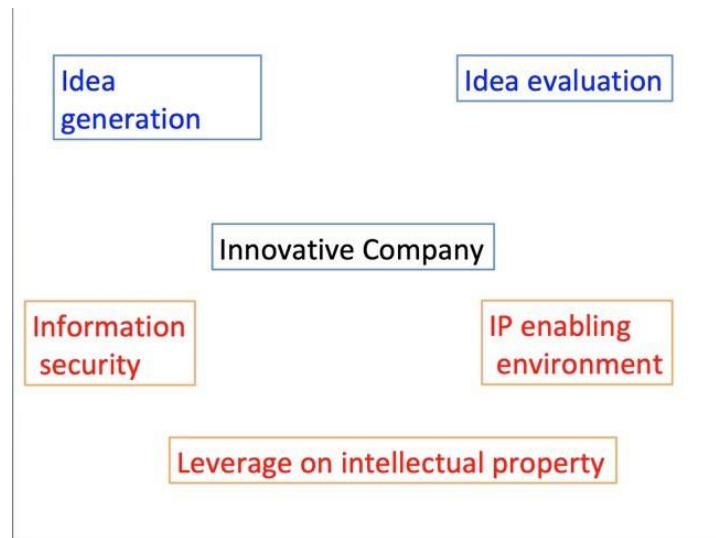 Idea
generation
Idea evaluation
Innovative Company
Information
security
IP enabling
environment
Leverage on intellectual property